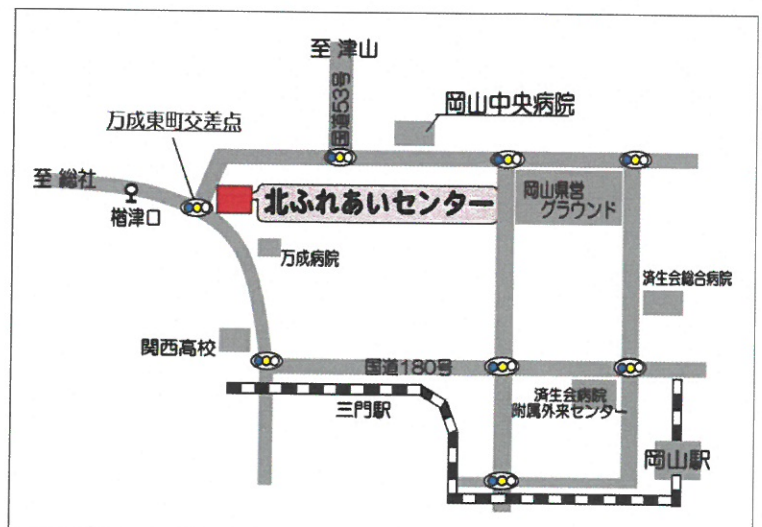 至 津山
国道53号
岡山中央病院
万成東町交差点
至 総社
楢津口
北ふれあいセンター
岡山県営
グラウンド
万成病院
済生会総合病院
関西高校
国道180号
三門駅
済生会病院
附属外来センター
岡山駅